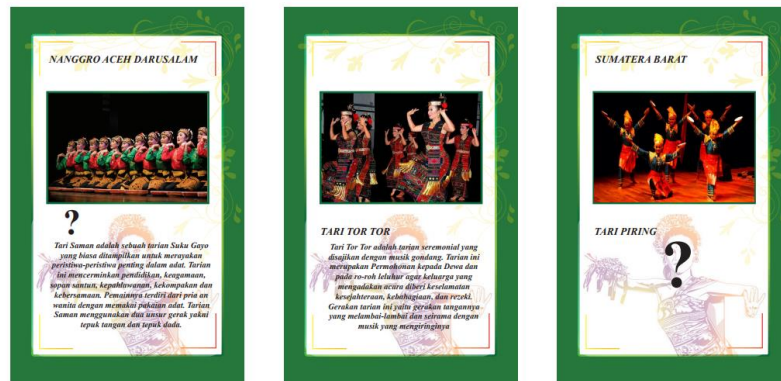 NANGGRO ACEH DARUSALAM
?
Tari Saman adalah sebuah tarian Suku Gayo
yang biasa ditampilkan untuk merayakan
peristiwa-peristiwa penting dalam adat. Tarian
ini mencerminkan pendidikan, keagamaan,
sopan santun, kepahlawanan, kekompakan dan
kebersamaan. Pemainnya terdiri dari pria an
wanita dengan memakai pakaian adat. Tarian
Saman menggunakan dua unsur gerak yakni
tepuk tangan dan tepuk dada.
TARI TOR TOR
Tari Tor Tor adalah tarian seremonial yang
disajikan dengan musik gondang. Tarian ini
merupakan Permohonan kepada Dewa dan
pada ro-roh leluhur agar keluarga yang
mengadakan acara diberi keselamatan
kesejahteraan, kebahagiaan, dan rezeki.
Gerakan tarian ini yaitu gerakan tangannya
yang melambai-lambai dan seirama dengan
musik yang mengiringinya
SUMATERA BARAT
TARI PIRING
?